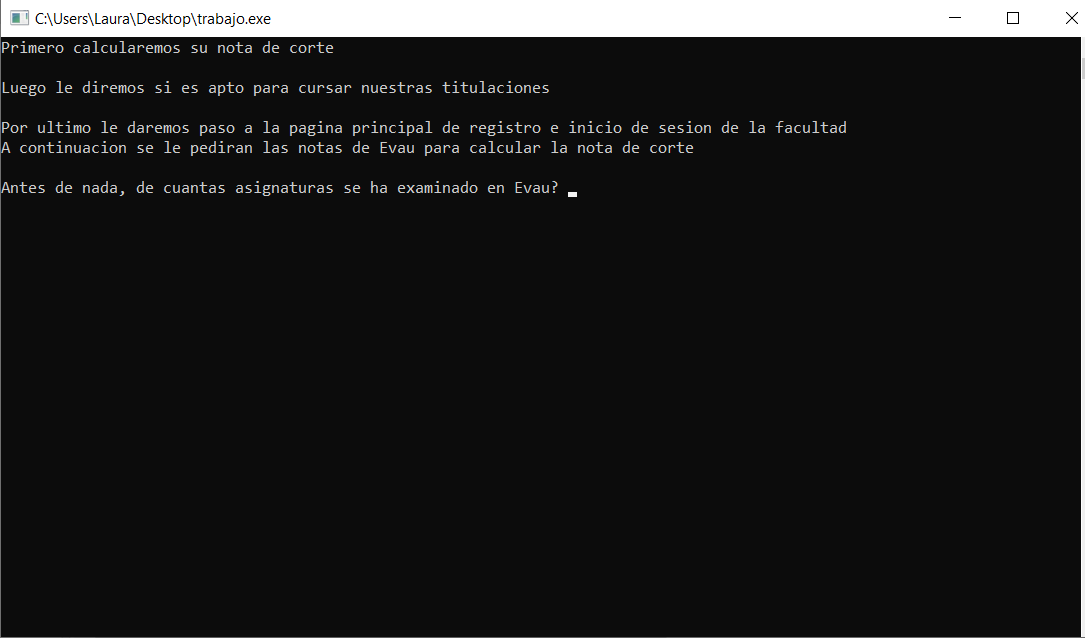 C:\Users\Laura\Desktop\trabajo.exe
Primero calcularemos su nota de corte
Luego le diremos si es apto para cursar nuestras titulaciones
Por ultimo le daremos paso a la pagina principal de registro e inicio de sesion de la facultad
A continuacion se le pediran las notas de Evau para calcular la nota de corte
Antes de nada, de cuantas asignaturas se ha examinado en Evau?